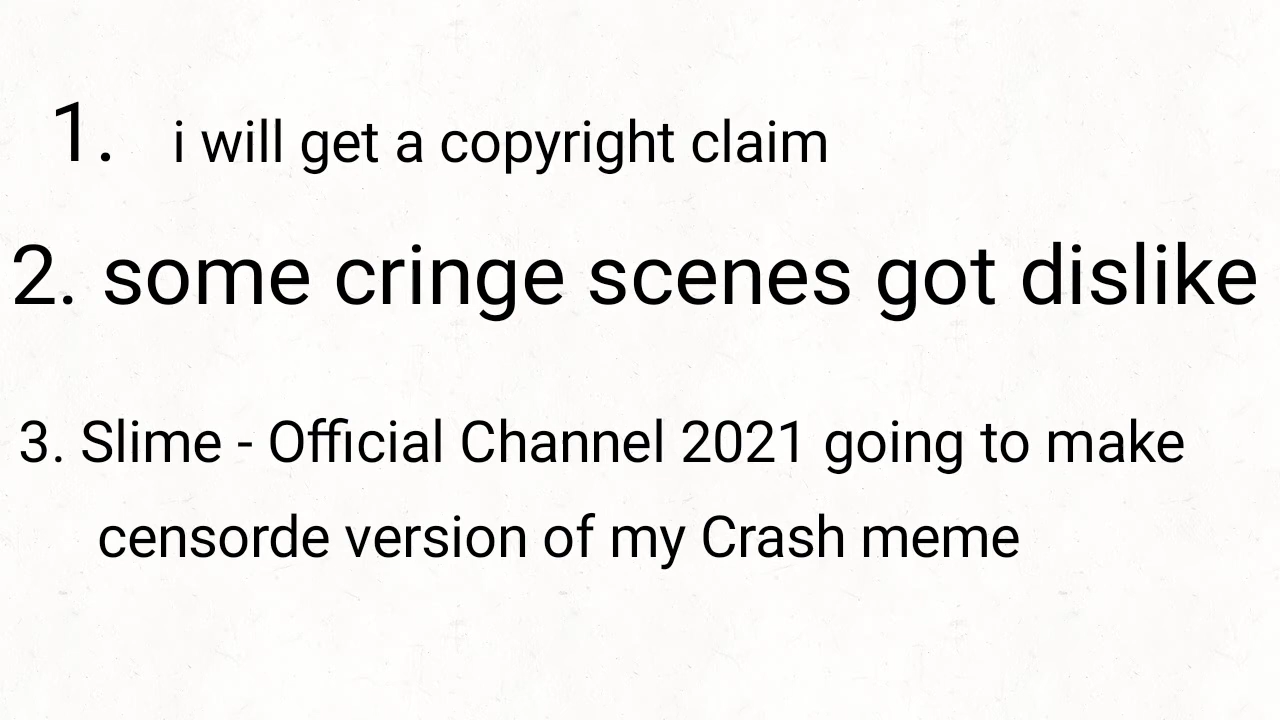 1. i will get a copyright claim
2. some cringe scenes got dislike
3. Slime - Official Channel 2021 going to make
censorde version of my Crash meme